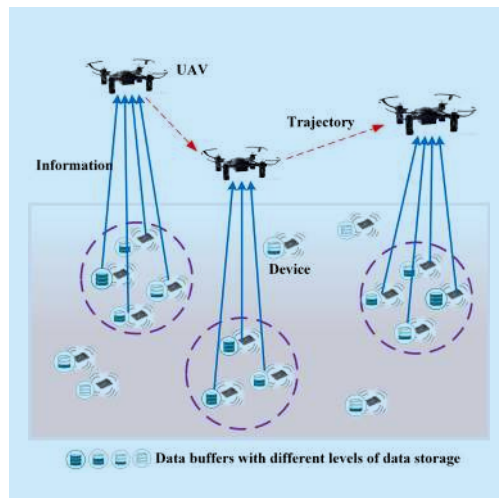 UAV
Trajectory
Information
Device
Data buffers with different levels of data storage